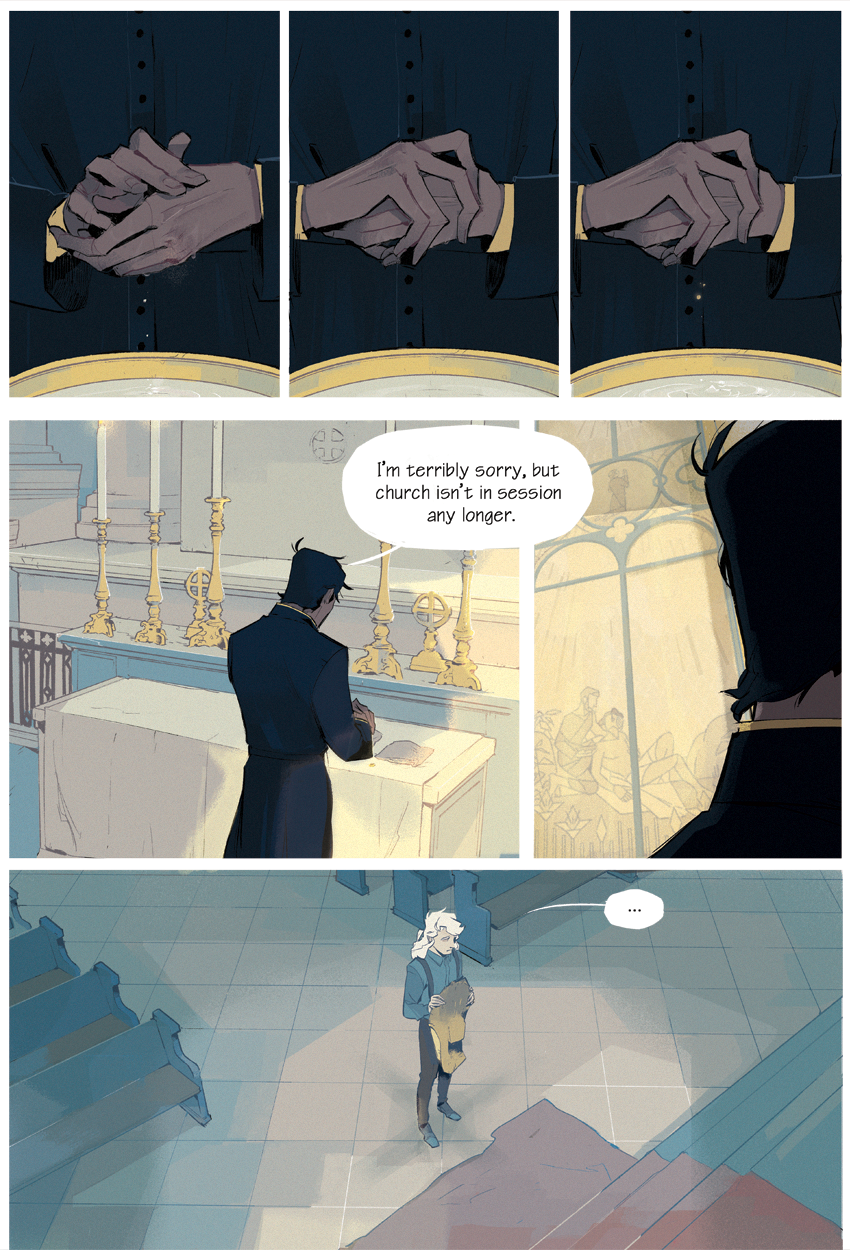 I'm terribly sorry, but
church isn't in session
any longer.
...